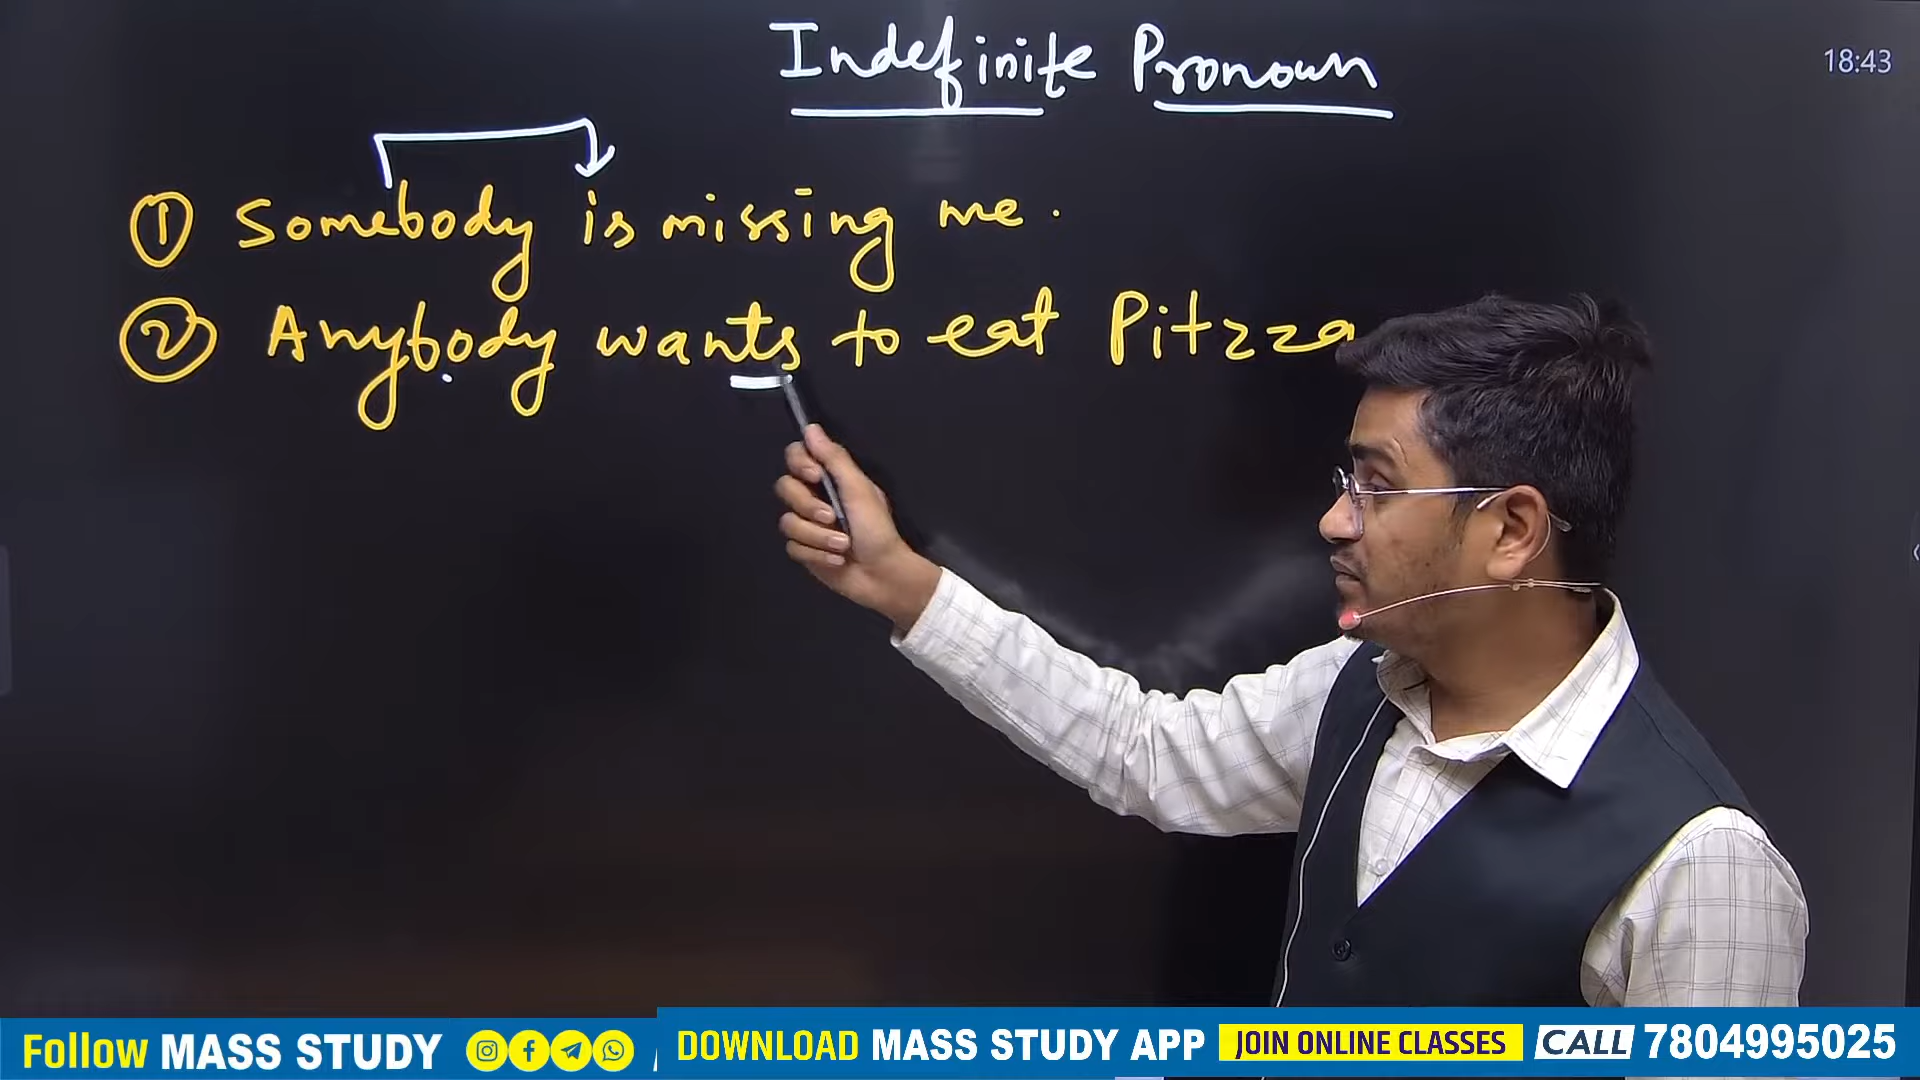 Indefinite Pronoun
18:43
① Somebody is missing me.
② Anybody wants to eat Pitzza
Follow MASS STUDY
DOWNLOAD MASS STUDY APP JOIN ONLINE CLASSES CALL 7804995025